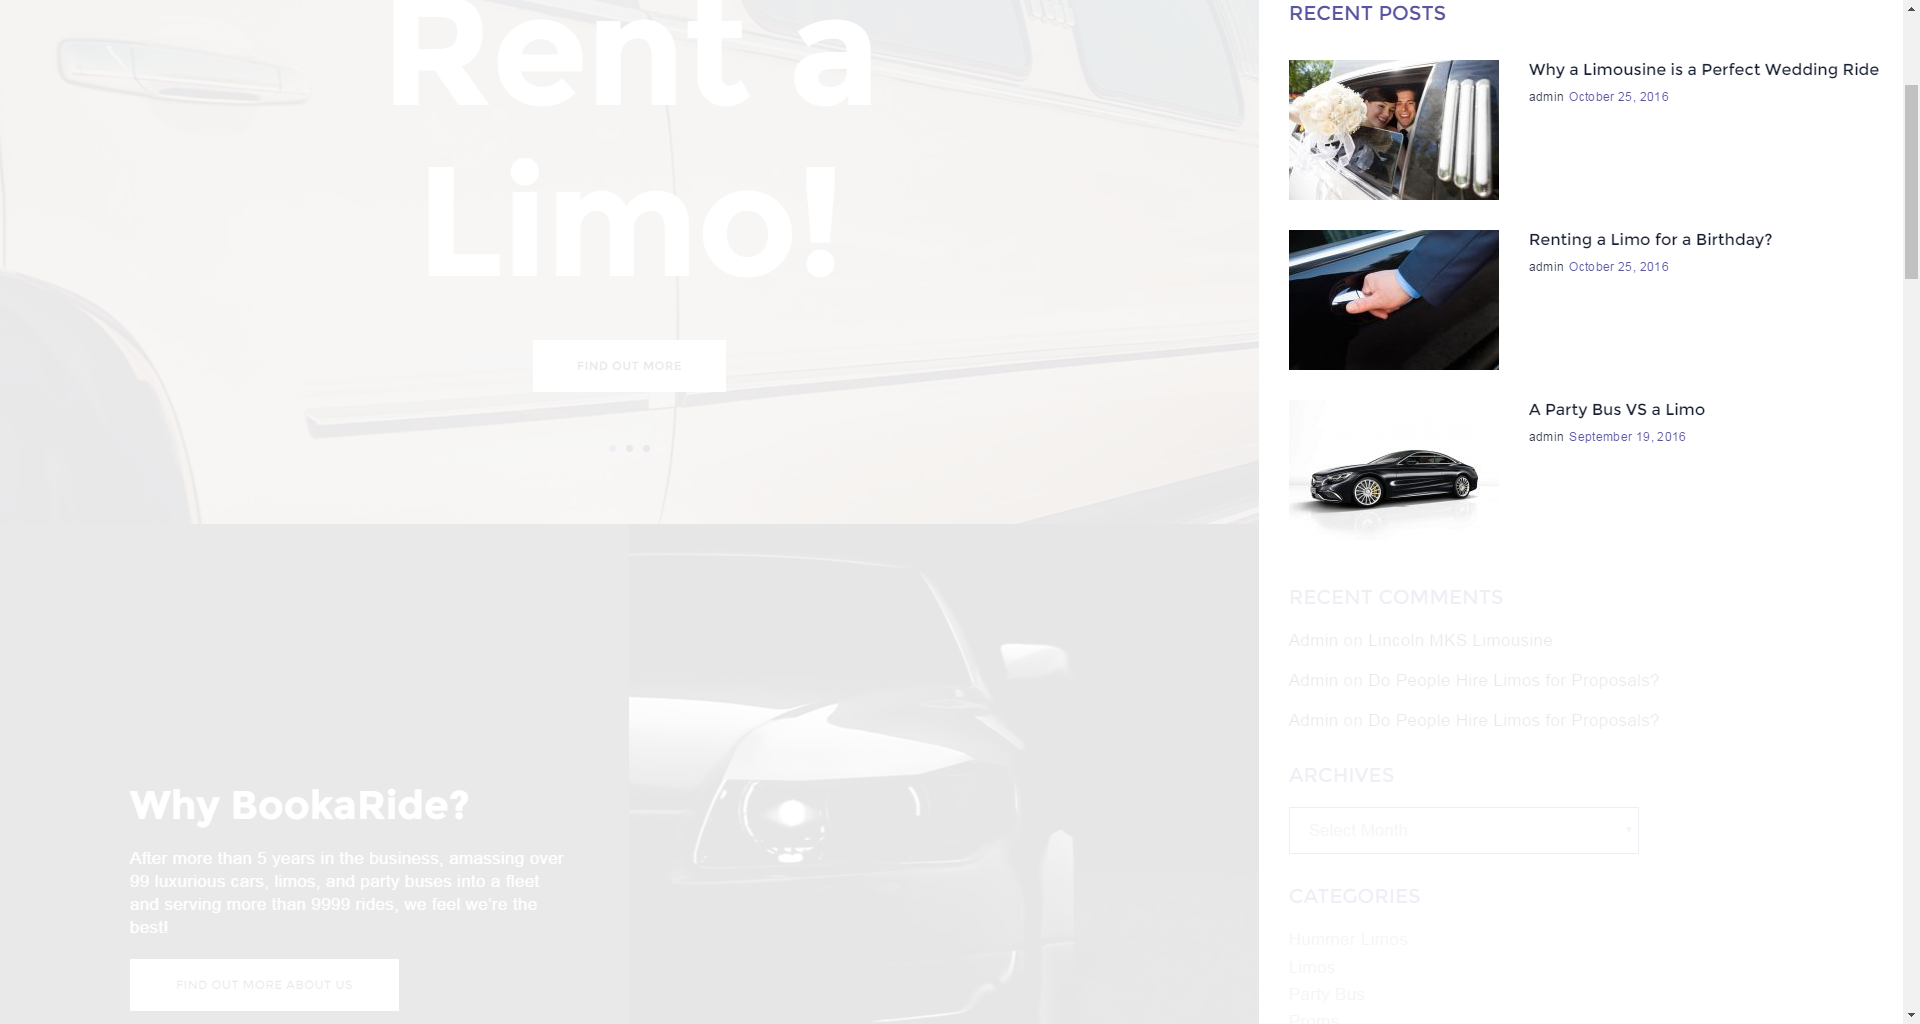 Rent a
Limo!
FIND OUT MORE
Why BookaRide?
After more than 5 years in the business, amassing over
99 luxurious cars, limos, and party buses into a fleet
and serving more than 9999 rides, we feel we're the
best!
FIND OUT MORE ABOUT US
RECENT POSTS
Why a Limousine is a Perfect Wedding Ride
admin October 25, 2016
Renting a Limo for a Birthday?
admin October 25, 2016
A Party Bus VS a Limo
admin September 19, 2016
RECENT COMMENTS
Admin on Lincoln MKS Limousine
Admin on Do People Hire Limos for Proposals?
Admin on Do People Hire Limos for Proposals?
ARCHIVES
Select Month
CATEGORIES
Hummer Limos
Limos
Party Bus
Proms